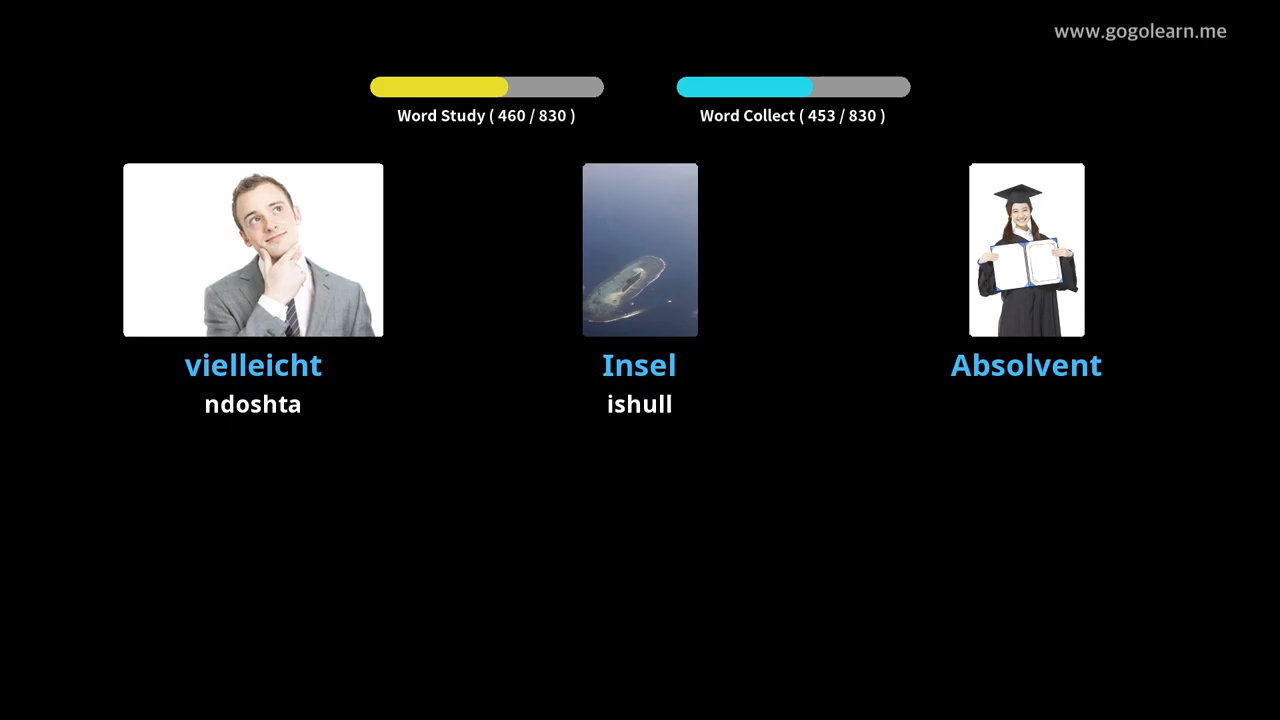 www.gogolearn.me
Word Study ( 460 / 830 )
Word Collect ( 453 / 830 )
vielleicht
ndoshta
Insel
ishull
Absolvent